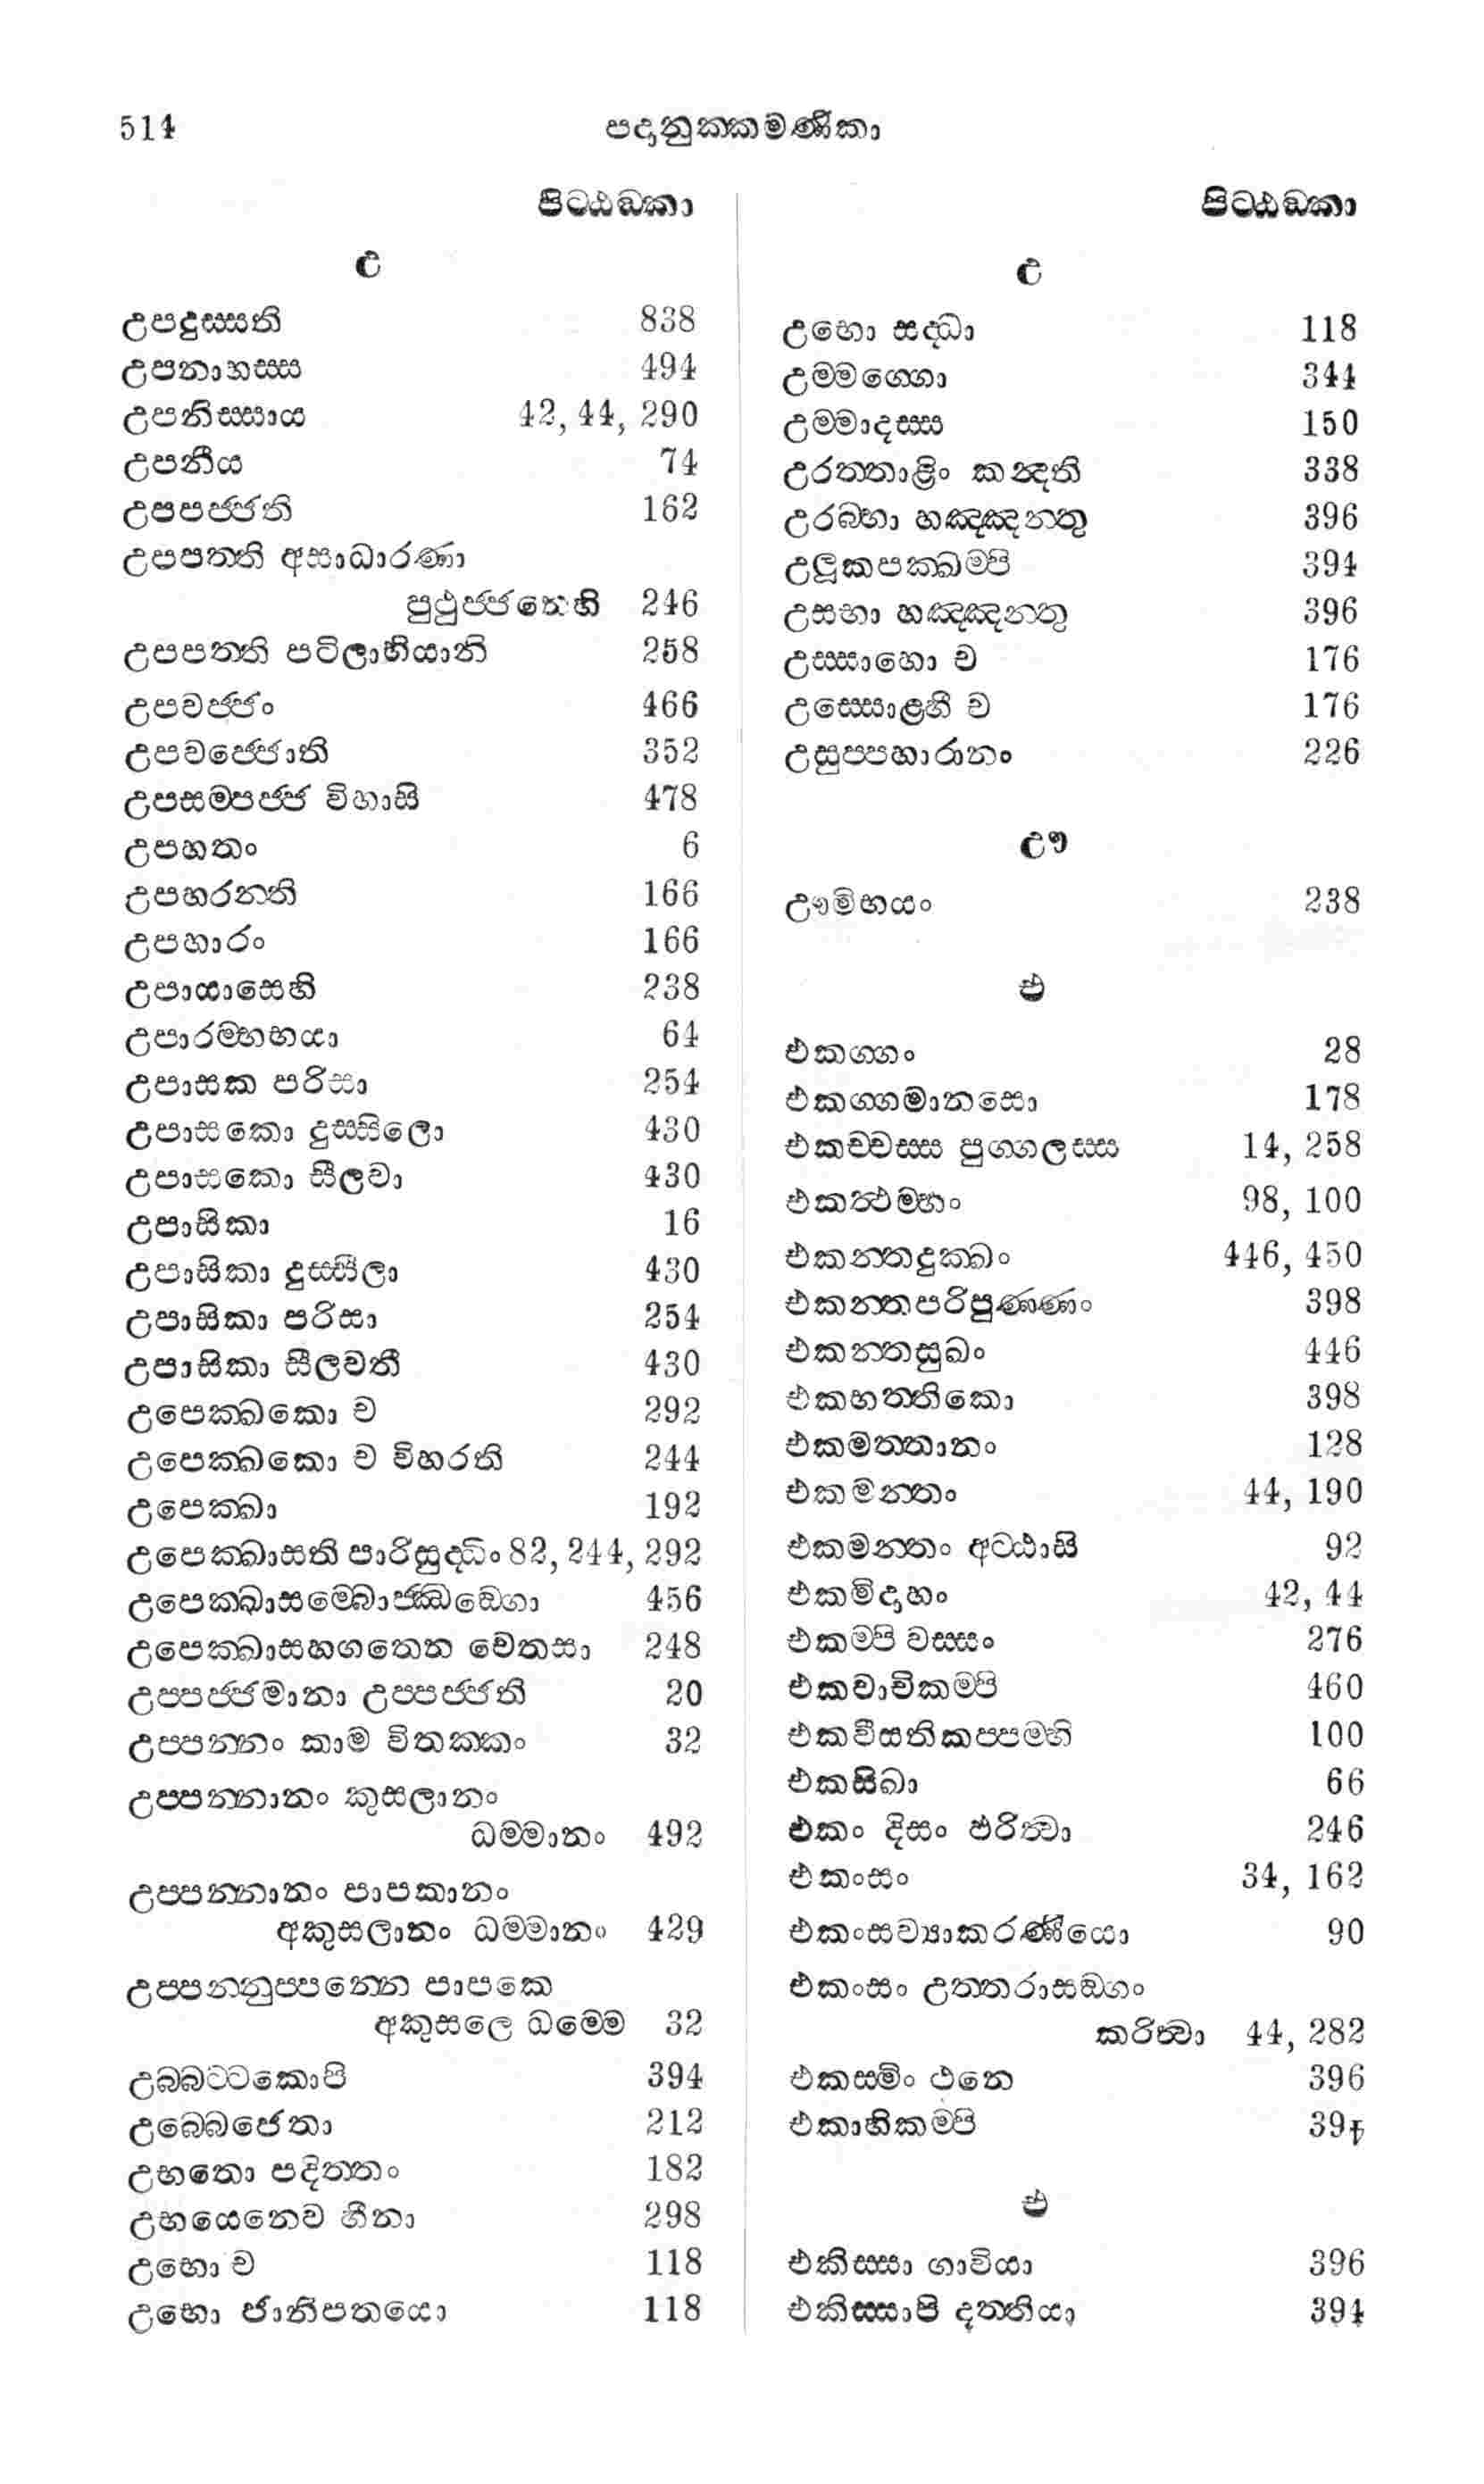 514
පදානුක්කමණිකා
පිට්ඨඞ්කා
උ
උපදුස්සති 838
උපනාහස්ස 494
උපනිස්සාය 42, 44, 290
උපනීය 74
උපපජ්ජති 162
උපපත්ති අසාධාරණා
පුථුජ්ජනෙහි 246
උපපත්ති පටිලාභියානි 258
උපවජ්ජං 466
උපවජ්ජොති 352
උපසම්පජ්ජ විහාසි 478
උපහතං 6
උපහරන්ති 166
උපහාරං 166
උපායාසෙහි 238
උපාරම්භභයා 64
උපාසක පරිසා 254
උපාසකො දුස්සිලො 430
උපාසකො සීලවා 430
උපාසිකා 16
උපාසිකා දුස්සීලා 430
උපාසිකා පරිසා 254
උපාසිකා සීලවතී 430
උපෙක්ඛකො ච 292
උපෙක්ඛකො ච විහරති 244
උපෙක්ඛා 192
උපෙක්ඛාසති පාරිසුද්ධිං 82, 244, 292
උපෙක්ඛාසම්බොජ්ඣඞ්ගො 456
උපෙක්ඛාසහගතෙන චෙතසා 248
උප්පජ්ජමානා උප්පජ්ජති 20
උප්පන්නං කාම විතක්කං 32
උප්පන්නානං කුසලානං
ධම්මානං 492
උප්පන්නානං පාපකානං
අකුසලානං ධම්මානං 429
උප්පන්නුප්පන්නෙ පාපකෙ
අකුසලෙ ධම්මෙ 32
උබ්බට්ටකොපි 394
උබ්බෙජෙතා 212
උභතො පදිත්තං 182
උභයෙනෙව හීනා 298
උභො ච 118
උභො ජානිපතයො 118
පිට්ඨඞ්කා
උ
උභො සද්ධා 118
උම්මග්ගො 344
උම්මාදස්ස 150
උරත්තාළිං කන්දති 338
උරබ්භා හඤ්ඤන්තු 396
උලූකපක්ඛම්පි 394
උසභා හඤ්ඤන්තු 396
උස්සාහො ච 176
උස්සොළ්හී ච 176
උසුප්පහාරානං 226
ඌ
ඌමිභයං 238
එ
එකග්ගං 28
එකග්ගමානසො 178
එකච්චස්ස පුග්ගලස්ස 14, 258
එකත්ථම්භං 98, 100
එකන්තදුක්ඛං 446, 450
එකන්තපරිපුණ්ණං 398
එකන්තසුඛං 446
එකභත්තිකො 398
එකමත්තානං 128
එකමන්තං 44, 190
එකමන්තං අට්ඨාසි 92
එකමිදාහං 42, 44
එකම්පි වස්සං 276
එකවාචිකම්පි 460
එකවීසතිකප්පම්හි 100
එකසිඛා 66
එකං දිසං ඵරිත්වා 246
එකංසං 34, 162
එකංසව්‍යාකරණීයො 90
එකංසං උත්තරාසඞ්ගං
කරිත්වා 44, 282
එකස්මිං ථනෙ 396
එකාහිකම්පි
එ
එකිස්සා ගාවියා 396
එකිස්සාපි දත්තියා 394